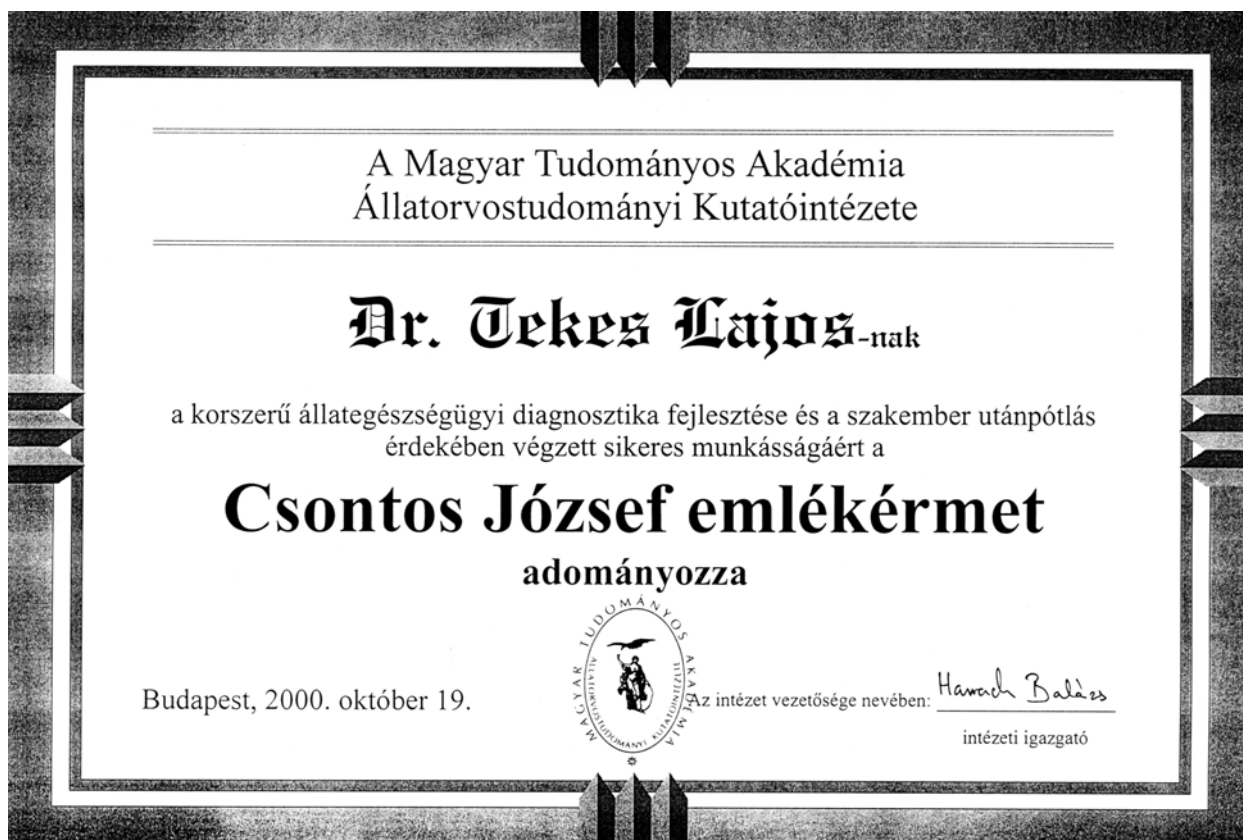 A Magyar Tudományos Akadémia
Állatorvostudományi Kutatóintézete
Dr. Tekes Lajos-nak
a korszerű állategészségügyi diagnosztika fejlesztése és a szakember utánpótlás
érdekében végzett sikeres munkásságáért a
Csontos József emlékérmet
adományozza
MAGYAR TUDOMÁNYOS AKADÉMIA
ÁLLATORVOSTUDOMÁNYI KUTATÓINTÉZETE
Budapest, 2000. október 19.
Az intézet vezetősége nevében: Balázs
intézeti igazgató